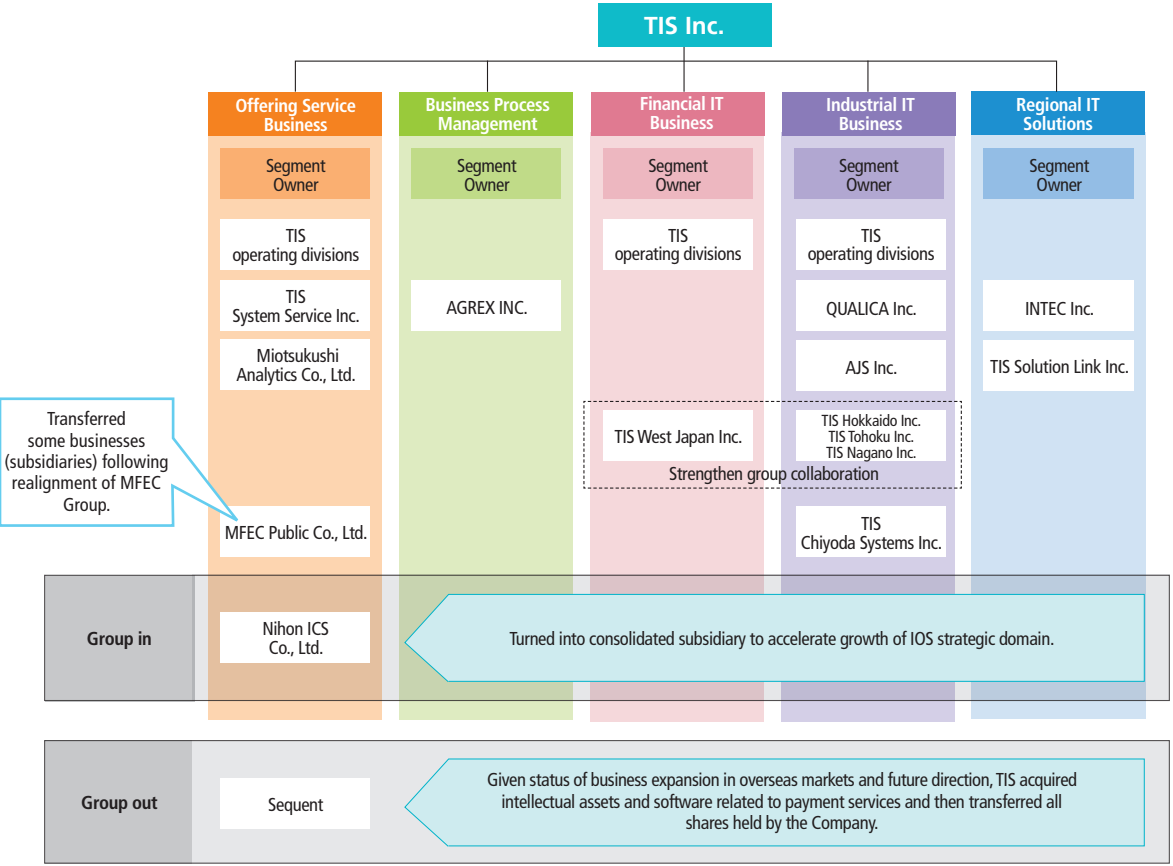 TIS Inc.
Offering Service
Business
Business Process
Management
Financial IT
Business
Industrial IT
Business
Regional IT
Solutions
Segment
Owner
Segment
Owner
Segment
Owner
Segment
Owner
Segment
Owner
TIS
operating divisions
TIS
operating divisions
TIS
operating divisions
TIS
System Service Inc.
AGREX INC.
QUALICA Inc.
INTEC Inc.
Miotsukushi
Analytics Co., Ltd.
AJS Inc.
TIS Solution Link Inc.
Transferred
some businesses
(subsidiaries) following
realignment of MFEC
Group.
TIS West Japan Inc.
TIS Hokkaido Inc.
TIS Tohoku Inc.
TIS Nagano Inc.
Strengthen group collaboration
MFEC Public Co., Ltd.
TIS
Chiyoda Systems Inc.
Group in
Nihon ICS
Co., Ltd.
Turned into consolidated subsidiary to accelerate growth of IOS strategic domain.
Group out
Sequent
Given status of business expansion in overseas markets and future direction, TIS acquired
intellectual assets and software related to payment services and then transferred all
shares held by the Company.